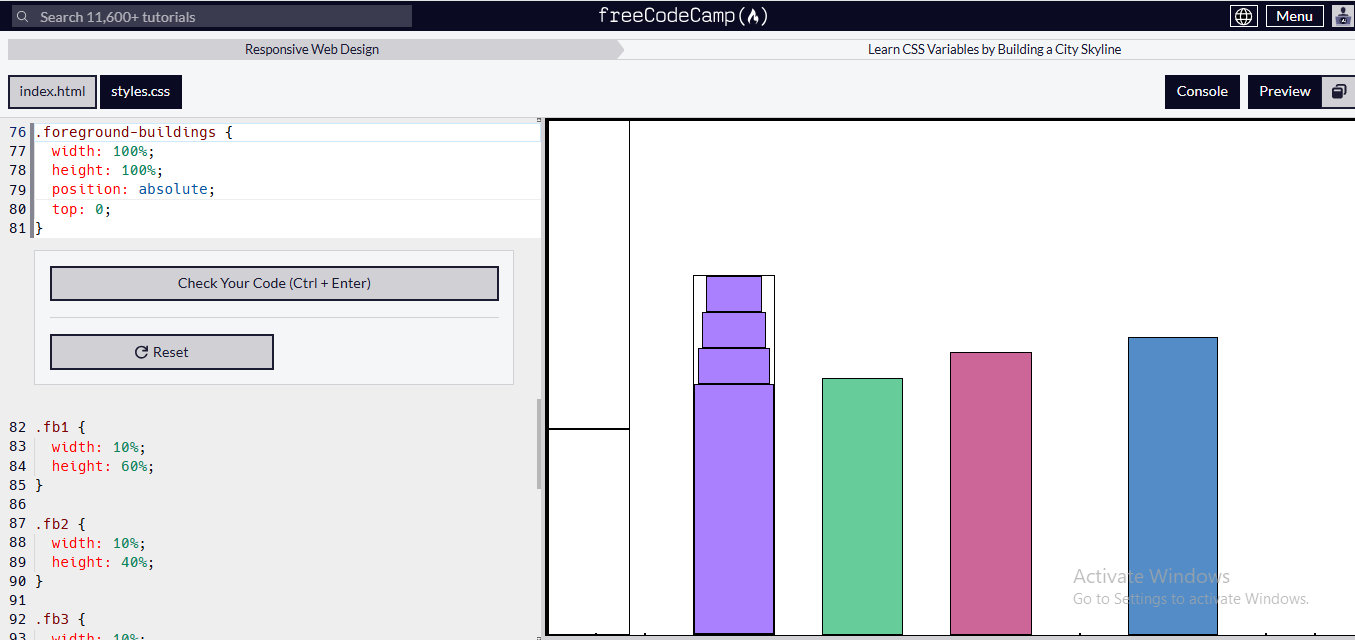 Search 11,600+ tutorials
freeCodeCamp
Menu
Responsive Web Design
Learn CSS Variables by Building a City Skyline
index.html
styles.css
Console
Preview
76 .foreground-buildings {
77 width: 100%;
78 height: 100%;
79 position: absolute;
80 top: 0;
81 }
Check Your Code (Ctrl + Enter)
Reset
82 .fb1 {
83 width: 10%;
84 height: 60%;
85 }
86
87 .fb2 {
88 width: 10%;
89 height: 40%;
90 }
91
92 .fb3 {
93 width: 10%;
Activate Windows
Go to Settings to activate Windows.